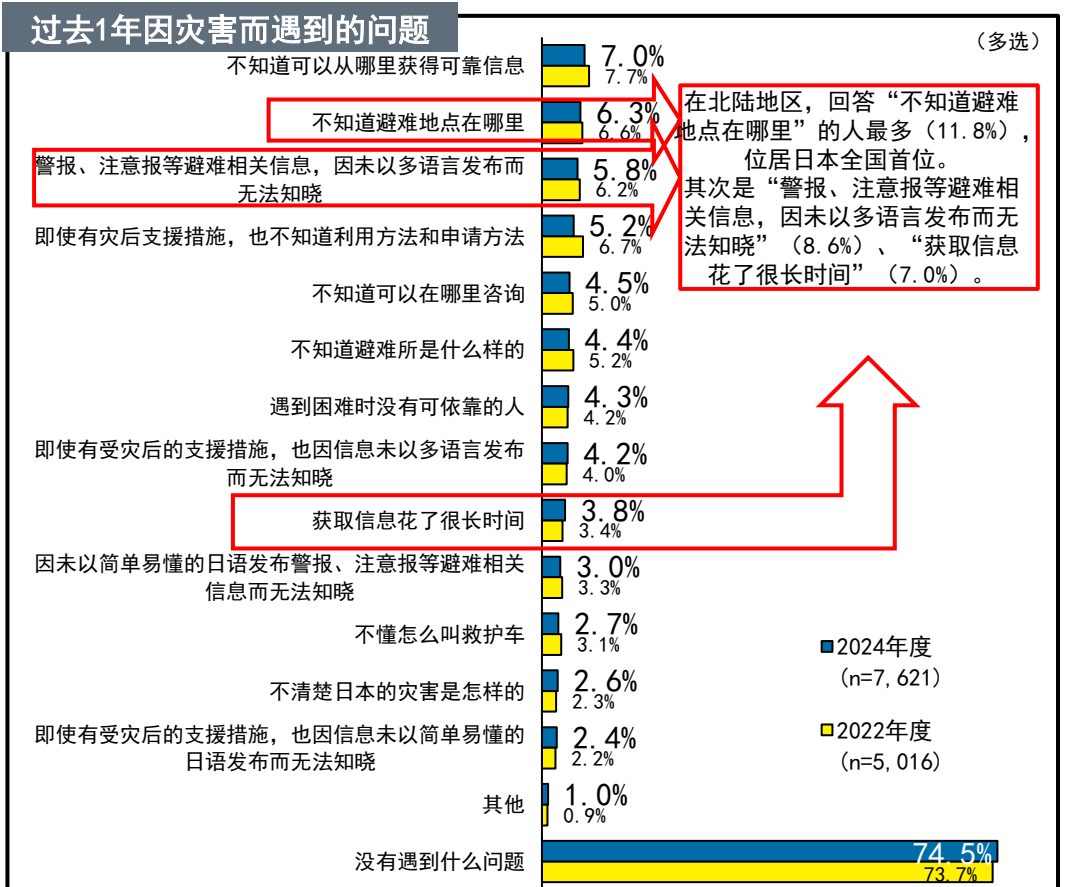 过去1年因灾害而遇到的问题
(多选)
不知道可以从哪里获得可靠信息
7.0%
7.7%
不知道避难地点在哪里
6.3%
6.6%
在北陆地区，回答“不知道避难
地点在哪里”的人最多（11.8%），
位居日本全国首位。
其次是“警报、注意报等避难相
关信息，因未以多语言发布而无
法知晓”（8.6%）、“获取信息
花了很长时间”（7.0%）。
警报、注意报等避难相关信息，因未以多语言发布而
无法知晓
5.8%
6.2%
即使有灾后支援措施，也不知道利用方法和申请方法
5.2%
6.7%
不知道可以在哪里咨询
4.5%
5.0%
不知道避难所是什么样的
4.4%
5.2%
遇到困难时没有可依靠的人
4.3%
4.2%
即使有受灾后的支援措施，也因信息未以多语言发布
而无法知晓
4.2%
4.0%
获取信息花了很长时间
3.8%
3.4%
因未以简单易懂的日语发布警报、注意报等避难相关
信息而无法知晓
3.0%
3.3%
不懂怎么叫救护车
2.7%
3.1%
不清楚日本的灾害是怎样的
2.6%
2.3%
即使有受灾后的支援措施，也因信息未以简单易懂的
日语发布而无法知晓
2.4%
2.2%
其他
1.0%
0.9%
没有遇到什么问题
74.5%
73.7%
2024年度
(n=7,621)
2022年度
(n=5,016)